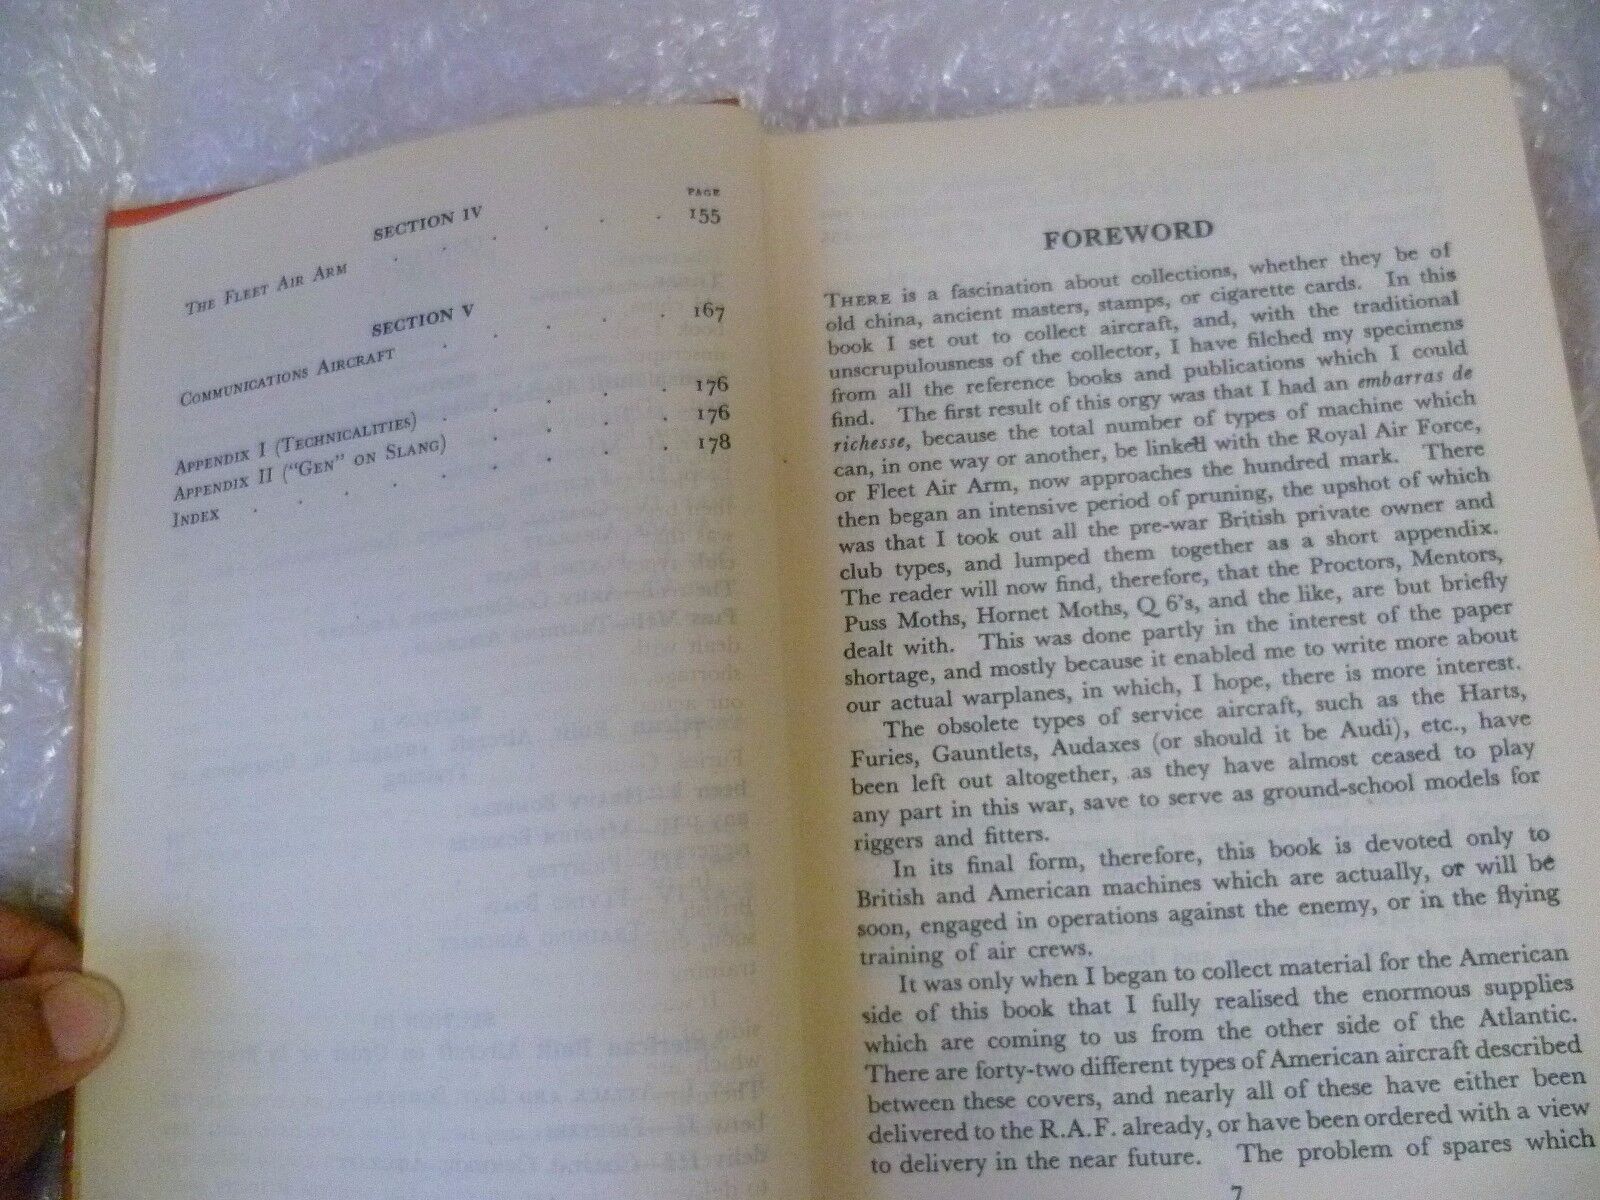 PAGE
SECTION IV
THE FLEET AIR ARM . . . . . . 155
SECTION V
COMMUNICATIONS AIRCRAFT . . . . . 167
APPENDIX I (TECHNICALITIES) . . . . . 176
APPENDIX II ("GEN" ON SLANG) . . . . 176
INDEX . . . . . . . . 178
FOREWORD
THERE is a fascination about collections, whether they be of
old china, ancient masters, stamps, or cigarette cards. In this
book I set out to collect aircraft, and, with the traditional
unscrupulousness of the collector, I have filched my specimens
from all the reference books and publications which I could
find. The first result of this orgy was that I had an embarras de
richesse, because the total number of types of machine which
can, in one way or another, be linked with the Royal Air Force,
or Fleet Air Arm, now approaches the hundred mark. There
then began an intensive period of pruning, the upshot of which
was that I took out all the pre-war British private owner and
club types, and lumped them together as a short appendix.
The reader will now find, therefore, that the Proctors, Mentors,
Puss Moths, Hornet Moths, Q 6's, and the like, are but briefly
dealt with. This was done partly in the interest of the paper
shortage, and mostly because it enabled me to write more about
our actual warplanes, in which, I hope, there is more interest.
The obsolete types of service aircraft, such as the Harts,
Furies, Gauntlets, Audaxes (or should it be Audi), etc., have
been left out altogether, as they have almost ceased to play
any part in this war, save to serve as ground-school models for
riggers and fitters.
In its final form, therefore, this book is devoted only to
British and American machines which are actually, or will be
soon, engaged in operations against the enemy, or in the flying
training of air crews.
It was only when I began to collect material for the American
side of this book that I fully realised the enormous supplies
which are coming to us from the other side of the Atlantic.
There are forty-two different types of American aircraft described
between these covers, and nearly all of these have either been
delivered to the R.A.F. already, or have been ordered with a view
to delivery in the near future. The problem of spares which
7